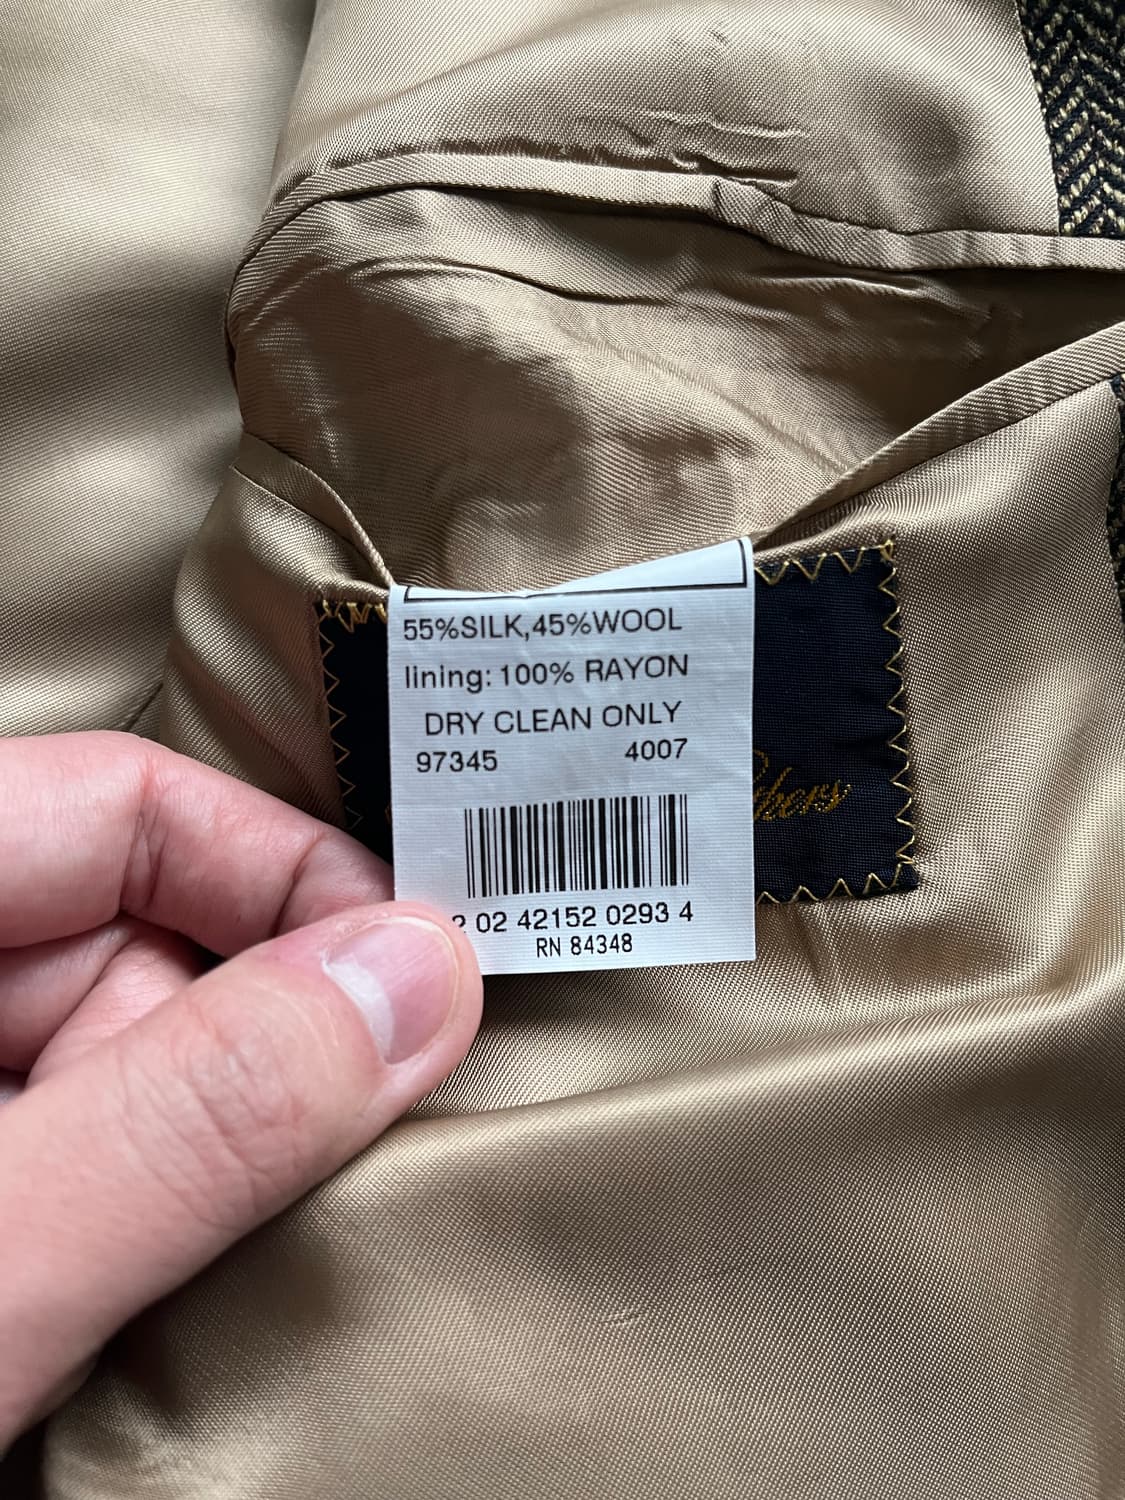 55%SILK,45%WOOL
lining: 100% RAYON
DRY CLEAN ONLY
97345 4007
2 02 42152 0293 4
RN 84348